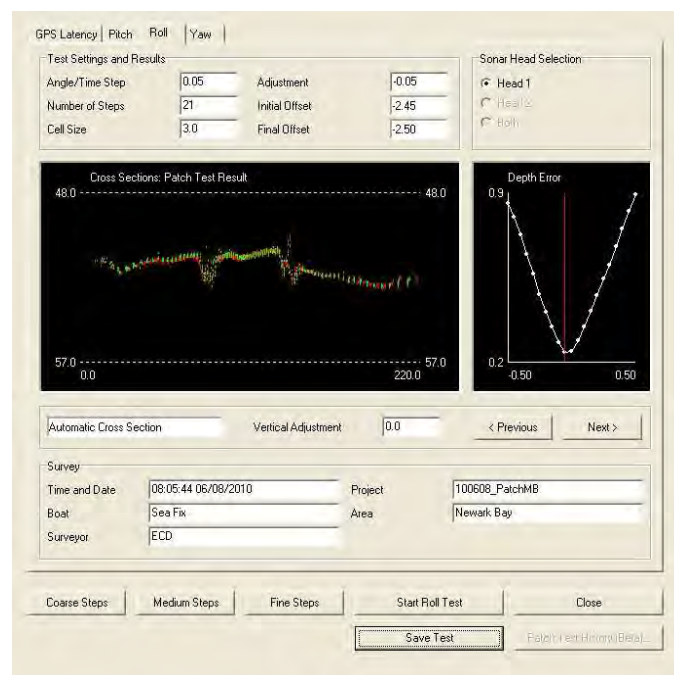 GPS Latency Pitch Roll Yaw
Test Settings and Results
Sonar Head Selection
Angle/Time Step 0.05 Adjustment -0.05
Head 1
Number of Steps 21 Initial Offset -2.45
Head 2
Cell Size 3.0 Final Offset -2.50
Both
Cross Sections: Patch Test Result
48.0 48.0
57.0 57.0
0.0 220.0
Depth Error
0.9
0.2
-0.50 0.50
Automatic Cross Section Vertical Adjustment 0.0 < Previous Next >
Survey
Time and Date 08:05:44 06/08/2010 Project 100608_PatchMB
Boat Sea Fix Area Newark Bay
Surveyor ECD
Coarse Steps Medium Steps Fine Steps Start Roll Test Close
Save Test Patch Test History (Beta)...